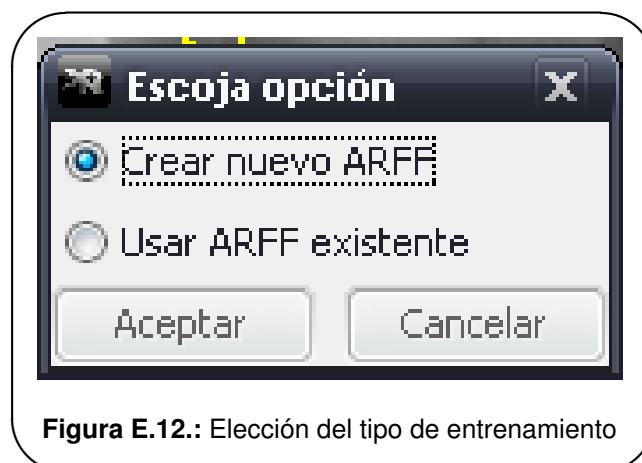 Escoja opción
Crear nuevo ARFF
Usar ARFF existente
Aceptar Cancelar
Figura E.12.: Elección del tipo de entrenamiento